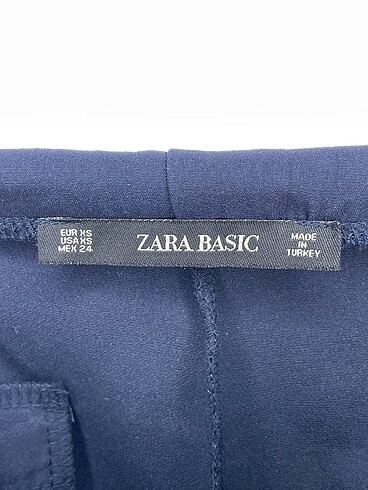 EUR XS
USA XS
MEX 24
ZARA BASIC
MADE
IN
TURKEY